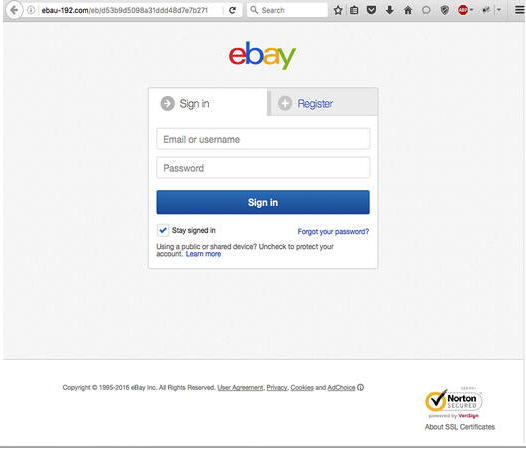 ebau-192.com/eb/d53b9d5098a31ddd48d7e7b271
Search
ABP
ebay
Sign in
Register
Email or username
Password
Sign in
Stay signed in
Forgot your password?
Using a public or shared device? Uncheck to protect your
account. Learn more
Copyright © 1995-2016 eBay Inc. All Rights Reserved. User Agreement, Privacy, Cookies and AdChoice
Norton
SECURED
powered by VeriSign
About SSL Certificates